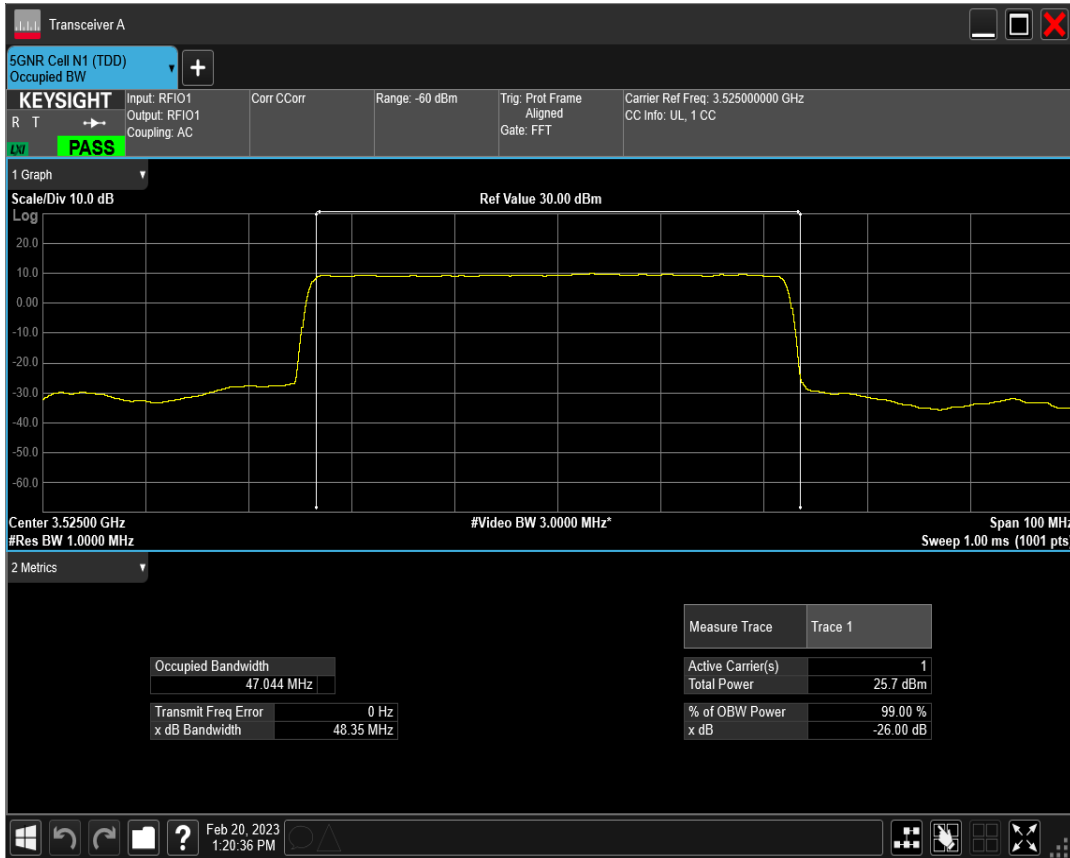 Transceiver A
5GNR Cell N1 (TDD)
Occupied BW
+
KEYSIGHT
R T
LXI
PASS
Input: RFIO1
Output: RFIO1
Coupling: AC
Corr CCorr
Range: -60 dBm
Trig: Prot Frame
Aligned
Gate: FFT
Carrier Ref Freq: 3.525000000 GHz
CC Info: UL, 1 CC
1 Graph
Scale/Div 10.0 dB
Ref Value 30.00 dBm
Log
20.0
10.0
0.00
-10.0
-20.0
-30.0
-40.0
-50.0
-60.0
Center 3.52500 GHz
#Video BW 3.0000 MHz*
Span 100 MHz
#Res BW 1.0000 MHz
Sweep 1.00 ms (1001 pts)
2 Metrics
Measure Trace Trace 1
Occupied Bandwidth
47.044 MHz
Active Carrier(s) 1
Total Power 25.7 dBm
Transmit Freq Error 0 Hz
x dB Bandwidth 48.35 MHz
% of OBW Power 99.00 %
x dB -26.00 dB
?
Feb 20, 2023
1:20:36 PM